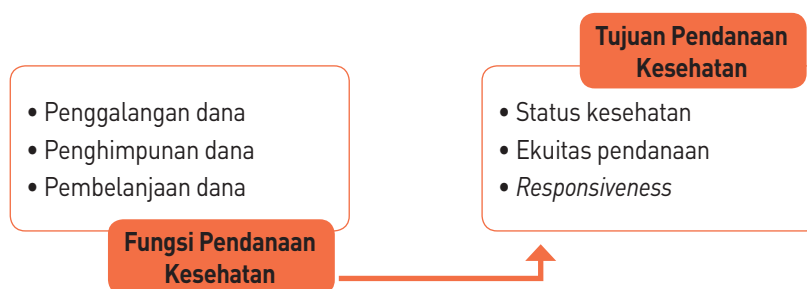 Tujuan Pendanaan
Kesehatan
• Penggalangan dana
• Penghimpunan dana
• Pembelanjaan dana
Fungsi Pendanaan
Kesehatan
• Status kesehatan
• Ekuitas pendanaan
• Responsiveness